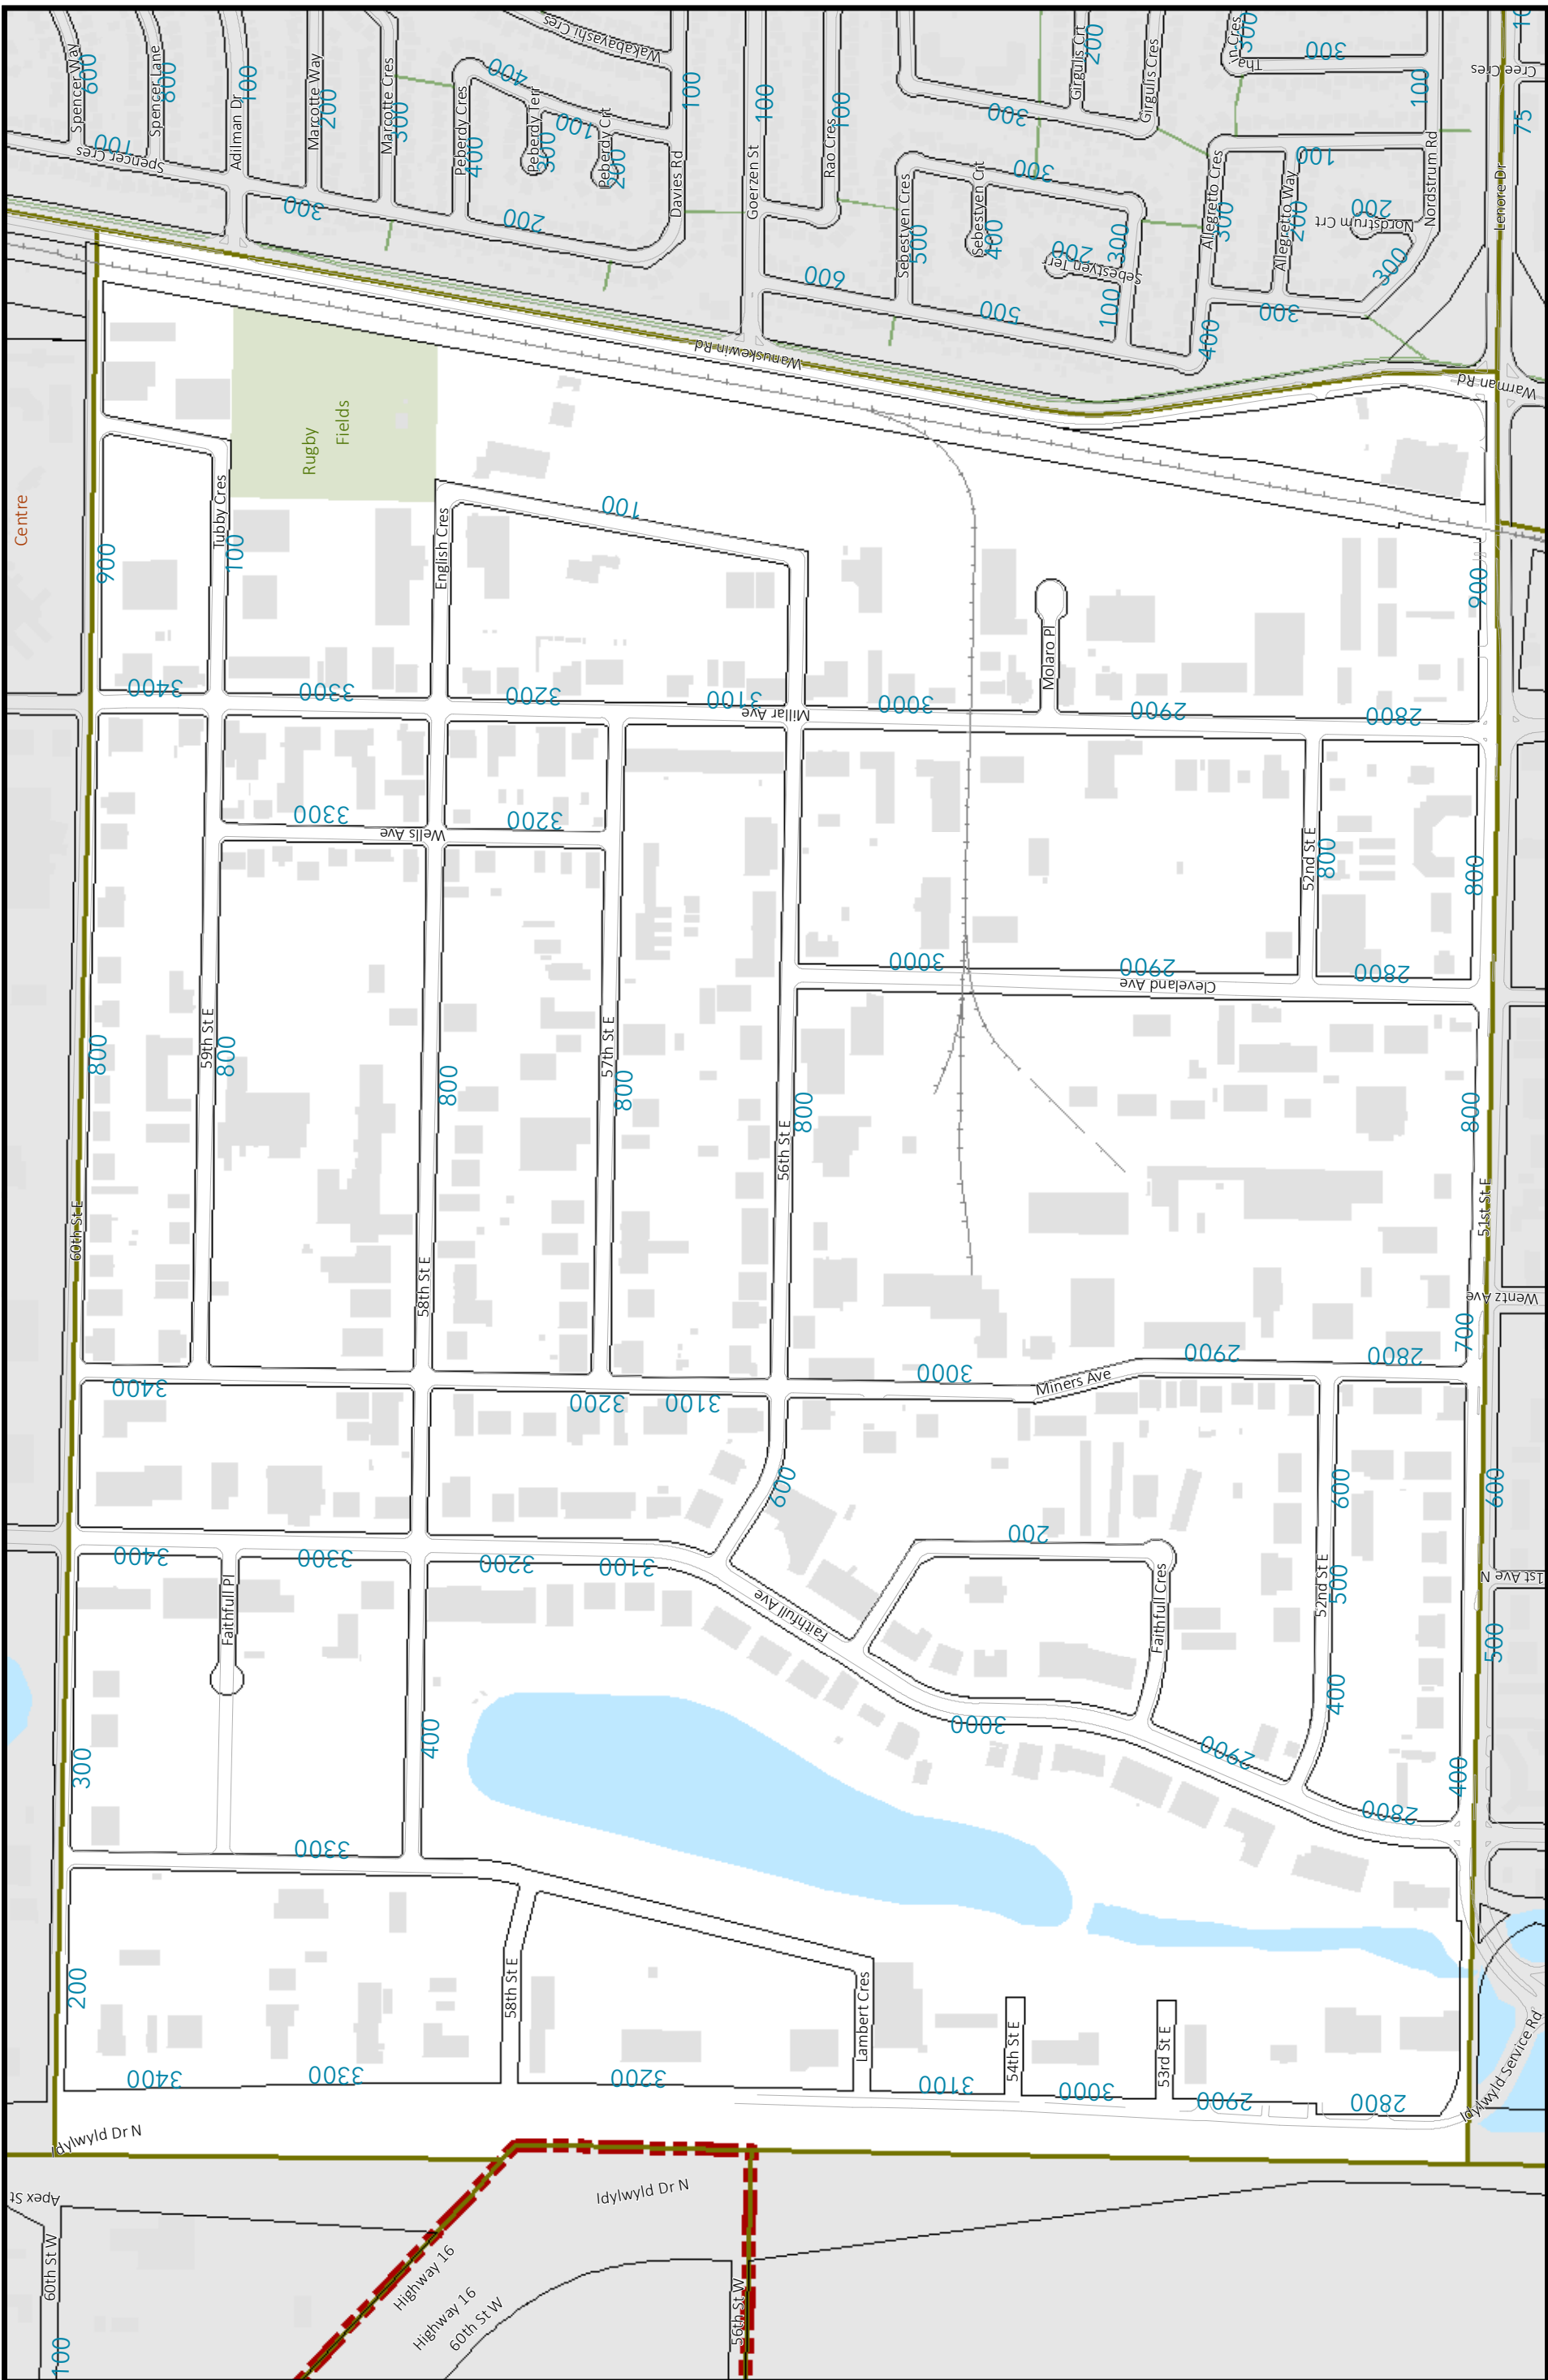 Spencer Way
600
Spencer Lane
600
Adilman Dr
100
Marcotte Way
200
Marcotte Cres
300
Wakabayashi Cres
400
Peberdy Cres
400
Peberdy Terr
300
100
Peberdy Crt
200
100
Davies Rd
100
Goerzen St
100
Rao Cres
Girgulis Crt
200
Girgulis Cres
300
300
300
100
Cree Cres
75
Spencer Cres
100
300
200
Sebestyen Cres
500
Sebestyen Crt
400
300
Sebestyen Terr
200
300
100
600
500
Allegretto Cres
300
400
Allegretto Way
200
100
Nordstrum Crt
200
Nordstrum Rd
300
300
Lenore Dr
Wanuskewin Rd
Warman Rd
Centre
Rugby
Fields
900
Tubby Cres
100
English Cres
100
Molaro Pl
900
3400
3300
3200
3100
Millar Ave
3000
2900
2800
3300
Wells Ave
3200
52nd St E
800
800
3000
2900
2800
Cleveland Ave
800
59th St E
800
800
57th St E
800
56th St E
800
800
60th St E
58th St E
51st St E
Wentz Ave
700
3400
3200
3100
3000
Miners Ave
2900
2800
600
200
600
600
3400
3300
3200
3100
Faithfull Ave
Faithfull Pl
Faithfull Cres
52nd St E
500
1st Ave N
500
400
300
400
3000
2900
2800
400
3300
200
58th St E
Lambert Cres
54th St E
53rd St E
3400
3300
3200
3100
3000
2900
2800
Idylwyld Service Rd
Idylwyld Dr N
Idylwyld Dr N
Apex St
60th St W
100
Highway 16
Highway 16
60th St W
56th St W